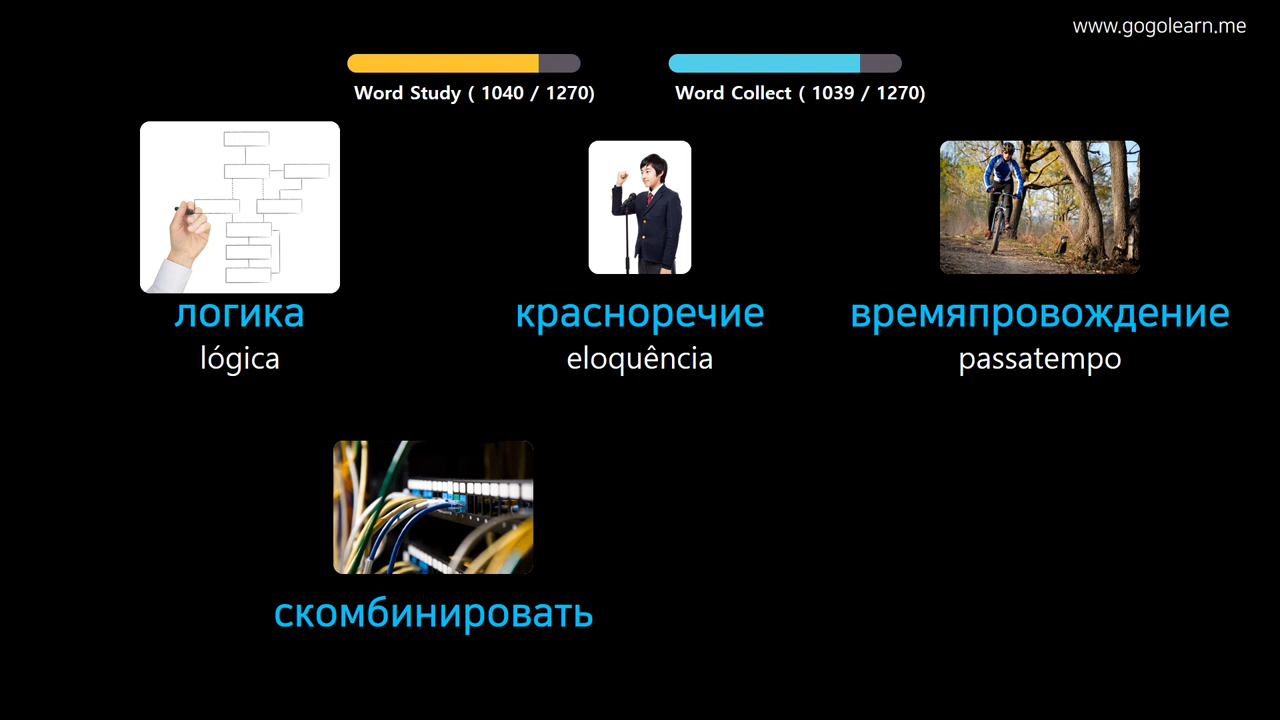 www.gogolearn.me
Word Study ( 1040 / 1270)
Word Collect ( 1039 / 1270)
логика
lógica
красноречие
eloquência
времяпровождение
passatempo
скомбинировать